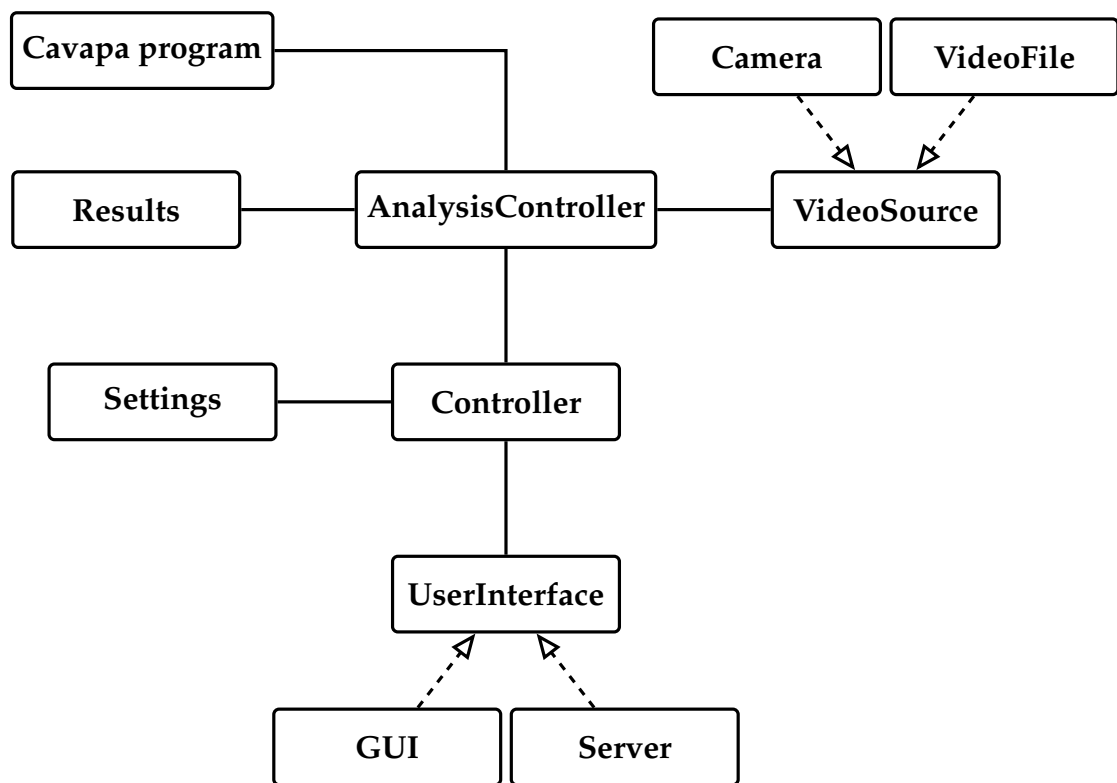 Cavapa program
Camera
VideoFile
Results
AnalysisController
VideoSource
Settings
Controller
UserInterface
GUI
Server